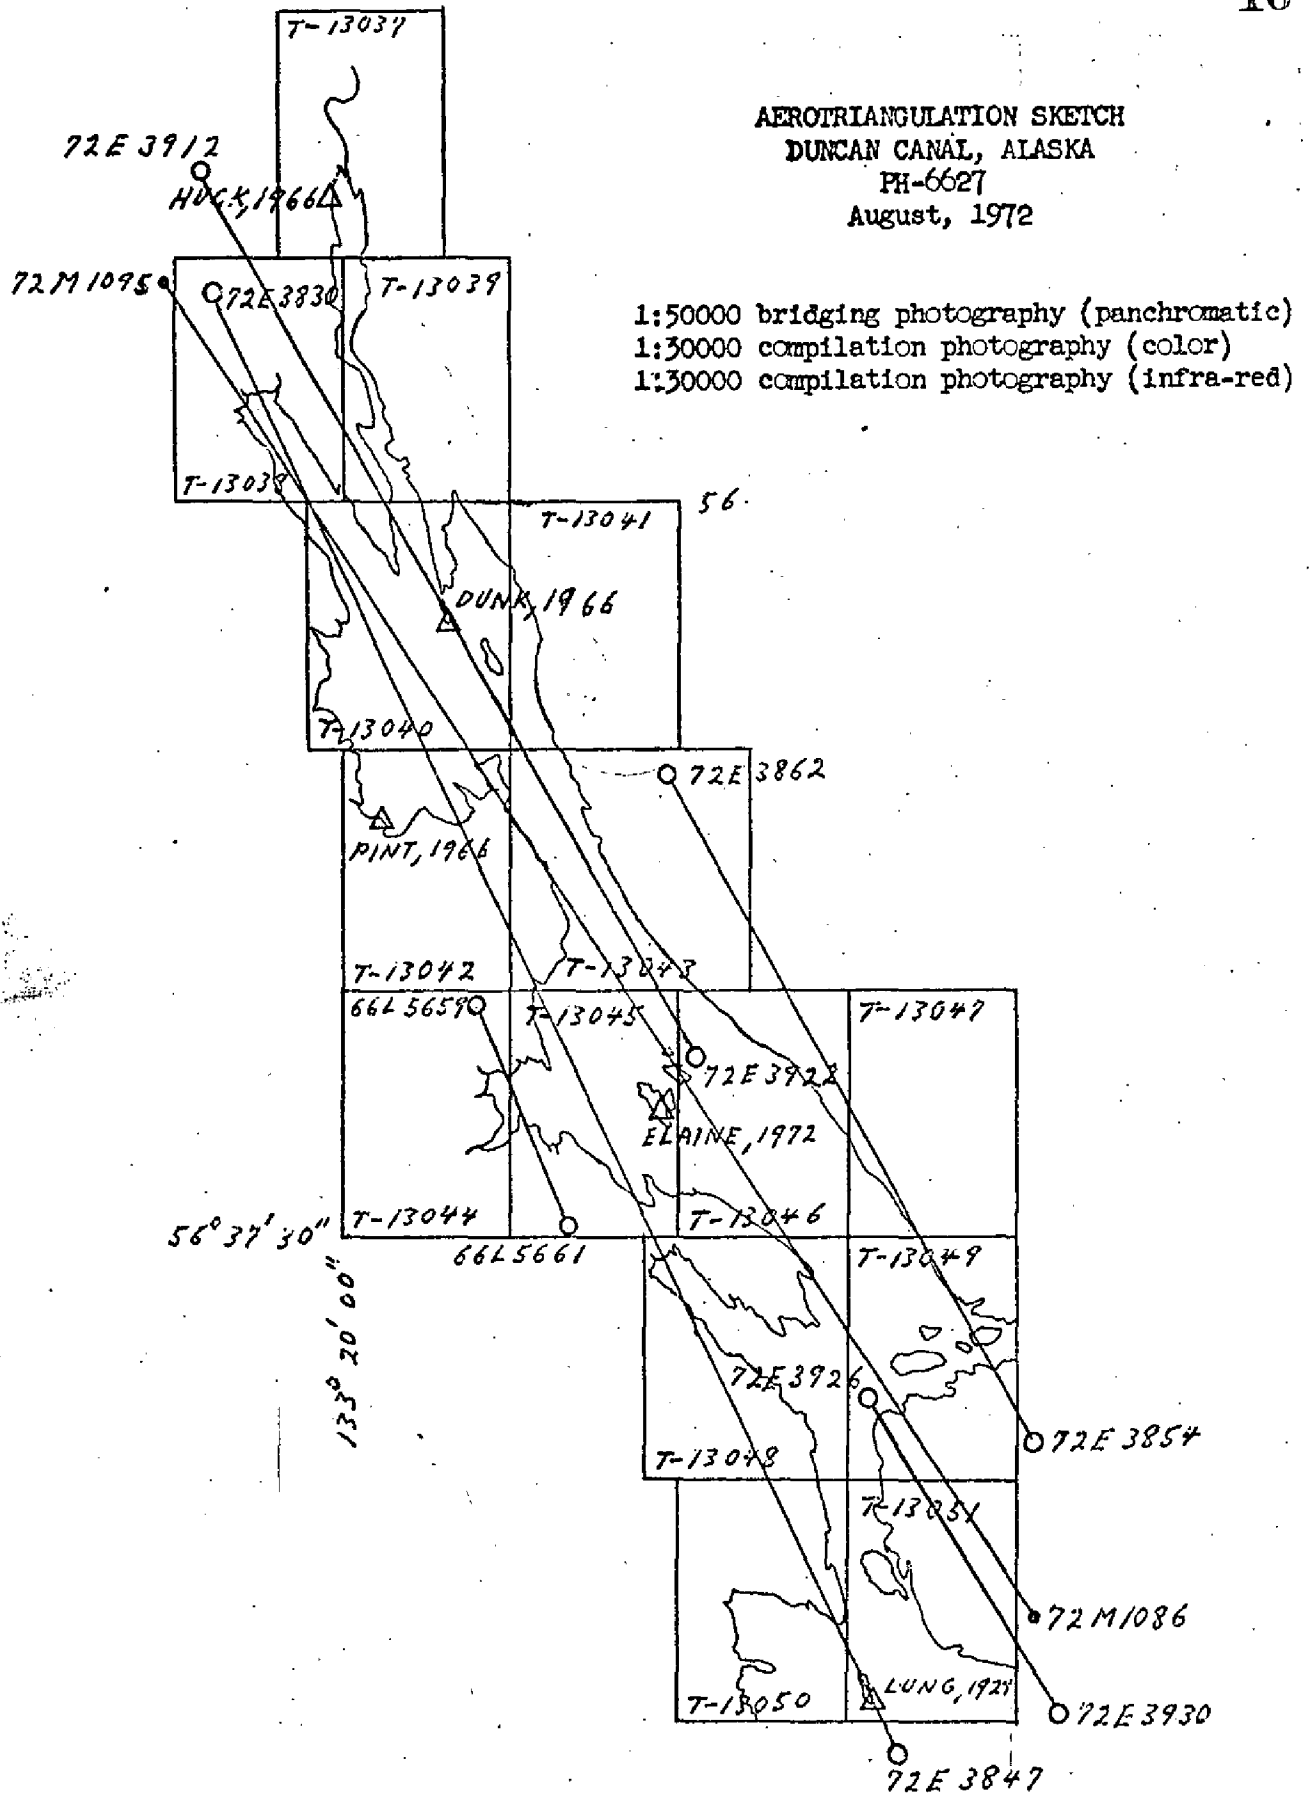 T-13037
AEROTRIANGULATION SKETCH
DUNCAN CANAL, ALASKA
PH-6627
August, 1972
72E 3912
HUCK, 1966
72M 1095
72E 3830
T-13039
1:50000 bridging photography (panchromatic)
1:30000 compilation photography (color)
1:30000 compilation photography (infra-red)
T-13038
56
T-13041
DUNK, 1966
T-13040
72E 3862
PINT, 1966
T-13042
T-13043
66L 5659
T-13045
T-13047
72E 3922
ELAINE, 1972
T-13044
T-13046
56° 37' 30"
66L 5661
T-13049
133° 20' 00"
72E 3926
72E 3854
T-13048
T-13051
72M 1086
LUNG, 192
T-13050
72E 3930
72E 3847